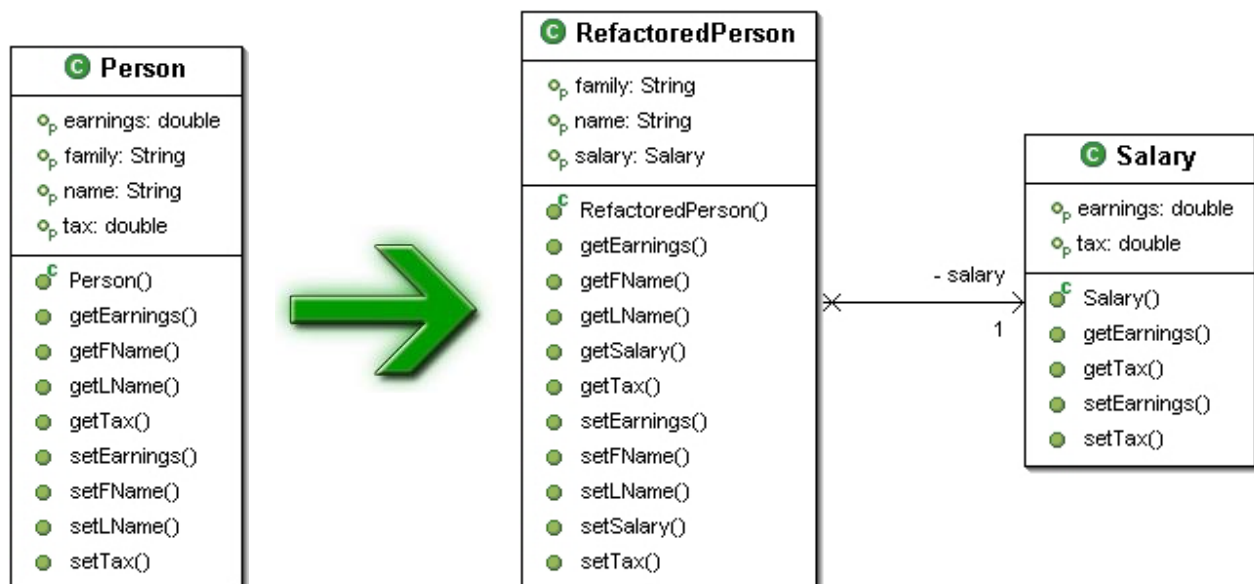 Person
earnings: double
family: String
name: String
tax: double
Person()
getEarnings()
getFName()
getLName()
getTax()
setEarnings()
setFName()
setLName()
setTax()
RefactoredPerson
family: String
name: String
salary: Salary
RefactoredPerson()
getEarnings()
getFName()
getLName()
getSalary()
getTax()
setEarnings()
setFName()
setLName()
setSalary()
setTax()
- salary
1
Salary
earnings: double
tax: double
Salary()
getEarnings()
getTax()
setEarnings()
setTax()